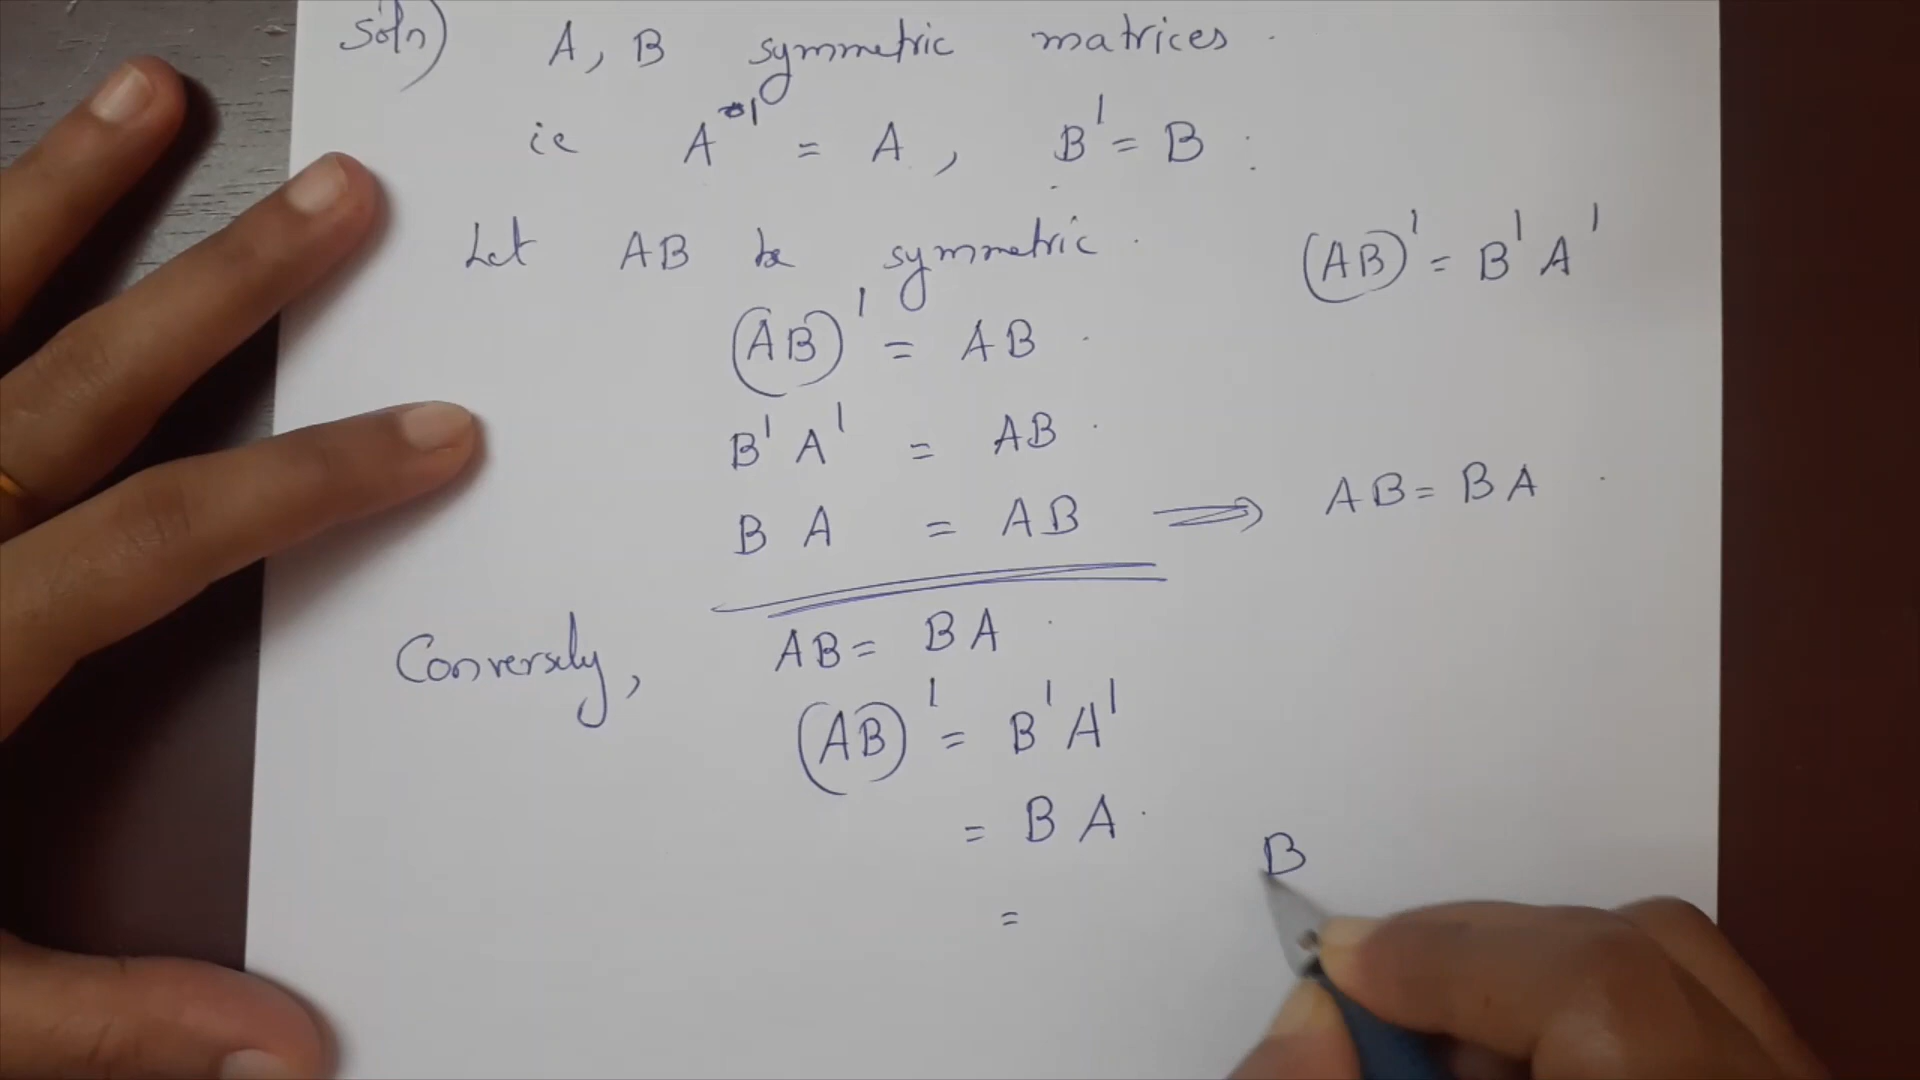 Soln) A, B symmetric matrices.
ie A' = A, B' = B.
Let AB be symmetric.
(AB)' = B'A'
(AB)' = AB.
B'A' = AB.
BA = AB ⟹ AB = BA.
Conversely, AB = BA.
(AB)' = B'A'
= BA.
B
=